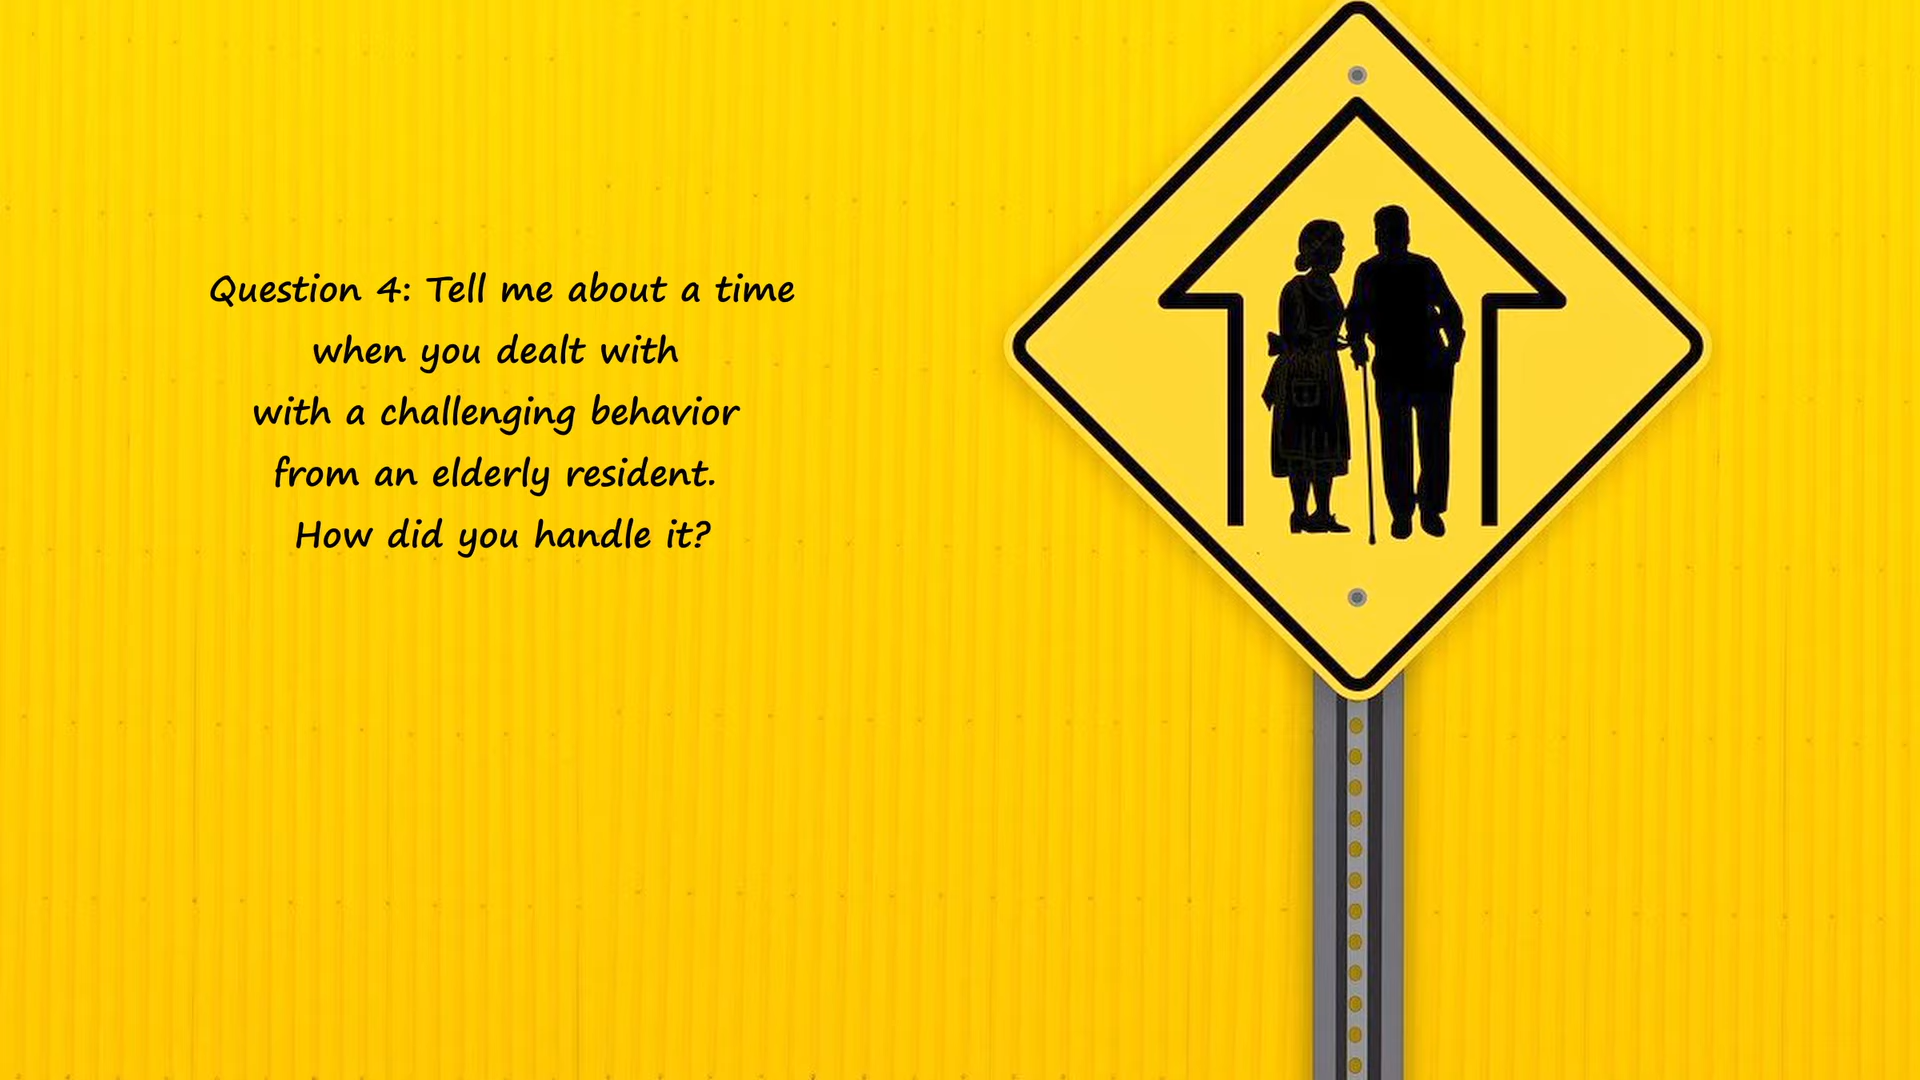 Question 4: Tell me about a time
when you dealt with
with a challenging behavior
from an elderly resident.
How did you handle it?